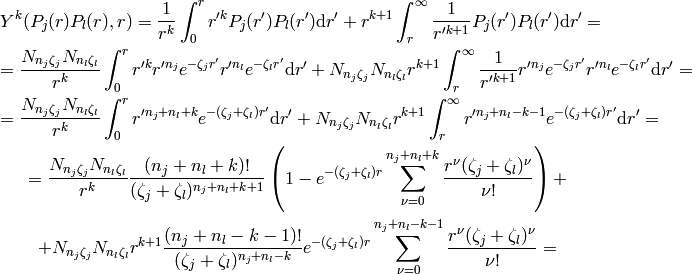 Y^k(P_j(r)P_l(r), r) = \frac{1}{r^k} \int_0^r r'^k P_j(r')P_l(r')\mathrm{d}r' + r^{k+1} \int_r^\infty \frac{1}{r'^{k+1}} P_j(r')P_l(r')\mathrm{d}r' =
= \frac{N_{n_j\zeta_j} N_{n_l\zeta_l}}{r^k} \int_0^r r'^k r'^{n_j} e^{-\zeta_j r'} r'^{n_l} e^{-\zeta_l r'} \mathrm{d}r' + N_{n_j\zeta_j} N_{n_l\zeta_l} r^{k+1} \int_r^\infty \frac{1}{r'^{k+1}} r'^{n_j} e^{-\zeta_j r'} r'^{n_l} e^{-\zeta_l r'} \mathrm{d}r' =
= \frac{N_{n_j\zeta_j} N_{n_l\zeta_l}}{r^k} \int_0^r r'^{n_j+n_l+k} e^{-(\zeta_j+\zeta_l)r'} \mathrm{d}r' + N_{n_j\zeta_j} N_{n_l\zeta_l} r^{k+1} \int_r^\infty r'^{n_j+n_l-k-1} e^{-(\zeta_j+\zeta_l)r'} \mathrm{d}r' =
= \frac{N_{n_j\zeta_j} N_{n_l\zeta_l}}{r^k} \frac{(n_j+n_l+k)!}{(\zeta_j+\zeta_l)^{n_j+n_l+k+1}} \left( 1 - e^{-(\zeta_j+\zeta_l)r} \sum_{\nu=0}^{n_j+n_l+k} \frac{r^\nu(\zeta_j+\zeta_l)^\nu}{\nu!} \right) +
+ N_{n_j\zeta_j} N_{n_l\zeta_l} r^{k+1} \frac{(n_j+n_l-k-1)!}{(\zeta_j+\zeta_l)^{n_j+n_l-k}} e^{-(\zeta_j+\zeta_l)r} \sum_{\nu=0}^{n_j+n_l-k-1} \frac{r^\nu(\zeta_j+\zeta_l)^\nu}{\nu!} =